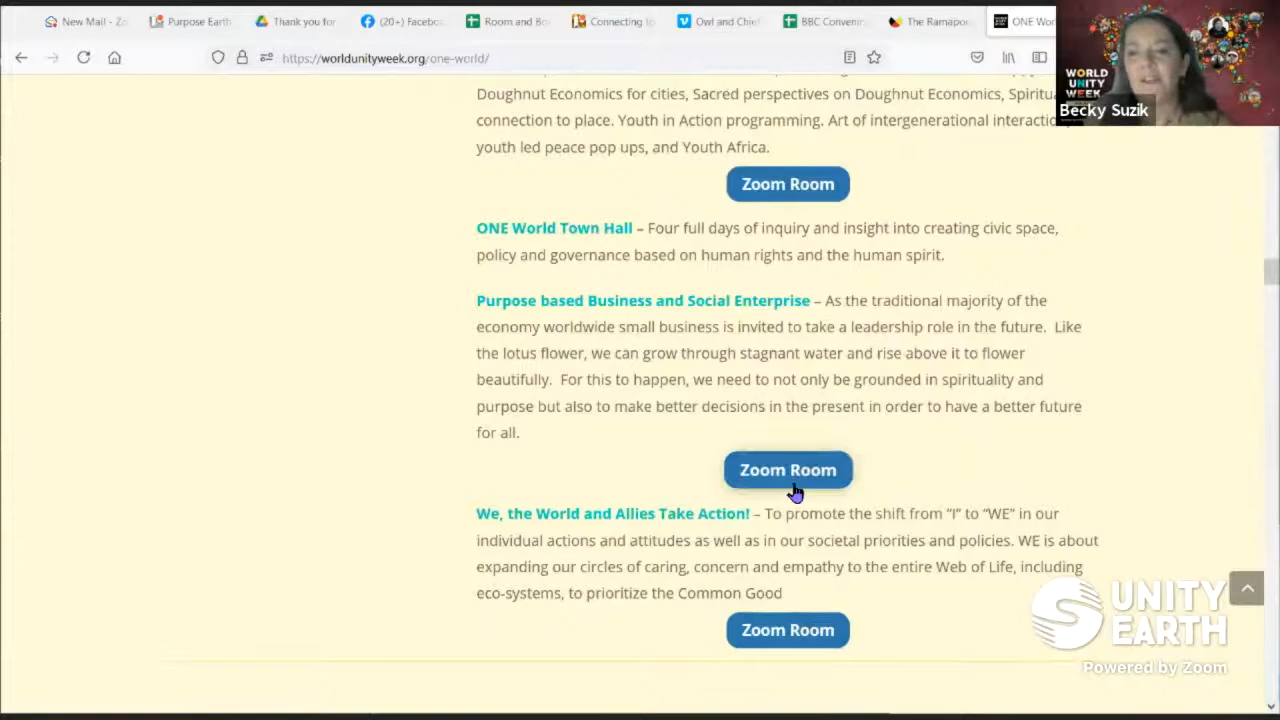 New Mail - Zo
Purpose Earth
Thank you for
(20+) Facebo
Room and Bo
Connecting to
Owl and Chief
BBC Convenin
The Ramapo
ONE Wor
https://worldunityweek.org/one-world/
WORLD
UNITY
WEEK
Becky Suzik
Doughnut Economics for cities, Sacred perspectives on Doughnut Economics, Spiritu
connection to place. Youth in Action programming. Art of intergenerational interactio
youth led peace pop ups, and Youth Africa.
Zoom Room
ONE World Town Hall – Four full days of inquiry and insight into creating civic space,
policy and governance based on human rights and the human spirit.
Purpose based Business and Social Enterprise – As the traditional majority of the
economy worldwide small business is invited to take a leadership role in the future. Like
the lotus flower, we can grow through stagnant water and rise above it to flower
beautifully. For this to happen, we need to not only be grounded in spirituality and
purpose but also to make better decisions in the present in order to have a better future
for all.
Zoom Room
We, the World and Allies Take Action! – To promote the shift from “I” to “WE” in our
individual actions and attitudes as well as in our societal priorities and policies. WE is about
expanding our circles of caring, concern and empathy to the entire Web of Life, including
eco-systems, to prioritize the Common Good
Zoom Room
UNITY
EARTH
Powered by Zoom